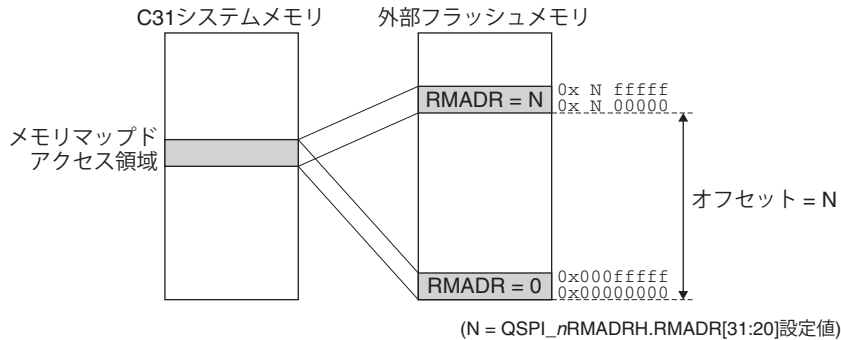 C31システムメモリ
外部フラッシュメモリ
RMADR = N
0x N fffff
0x N 00000
メモリマップド
アクセス領域
オフセット = N
RMADR = 0
0x000fffff
0x00000000
(N = QSPI_nRMADRH.RMADR[31:20]設定値)